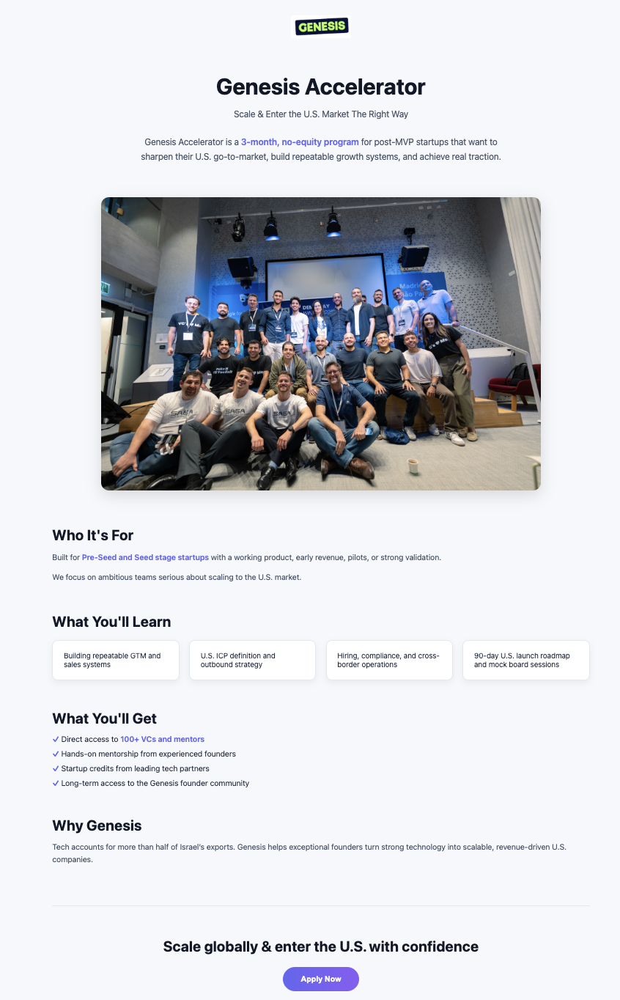 GENESIS
Genesis Accelerator
Scale & Enter the U.S. Market The Right Way
Genesis Accelerator is a 3-month, no-equity program for post-MVP startups that want to
sharpen their U.S. go-to-market, build repeatable growth systems, and achieve real traction.
Madrid
São Pa
DEM AY
SAGA
SAGA
SAGA
Who It's For
Built for Pre-Seed and Seed stage startups with a working product, early revenue, pilots, or strong validation.
We focus on ambitious teams serious about scaling to the U.S. market.
What You'll Learn
Building repeatable GTM and
sales systems
U.S. ICP definition and
outbound strategy
Hiring, compliance, and cross-
border operations
90-day U.S. launch roadmap
and mock board sessions
What You'll Get
✓ Direct access to 100+ VCs and mentors
✓ Hands-on mentorship from experienced founders
✓ Startup credits from leading tech partners
✓ Long-term access to the Genesis founder community
Why Genesis
Tech accounts for more than half of Israel's exports. Genesis helps exceptional founders turn strong technology into scalable, revenue-driven U.S.
companies.
Scale globally & enter the U.S. with confidence
Apply Now